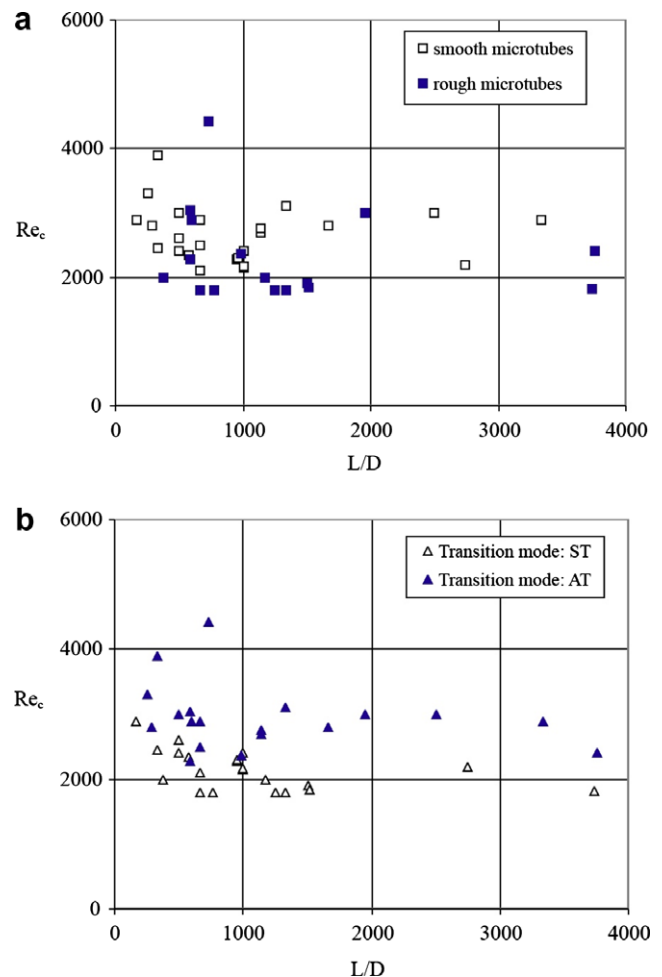 a
6000
smooth microtubes
rough microtubes
4000
Re_c
2000
0
0 1000 2000 3000 4000
L/D
b
6000
Transition mode: ST
Transition mode: AT
4000
Re_c
2000
0
0 1000 2000 3000 4000
L/D